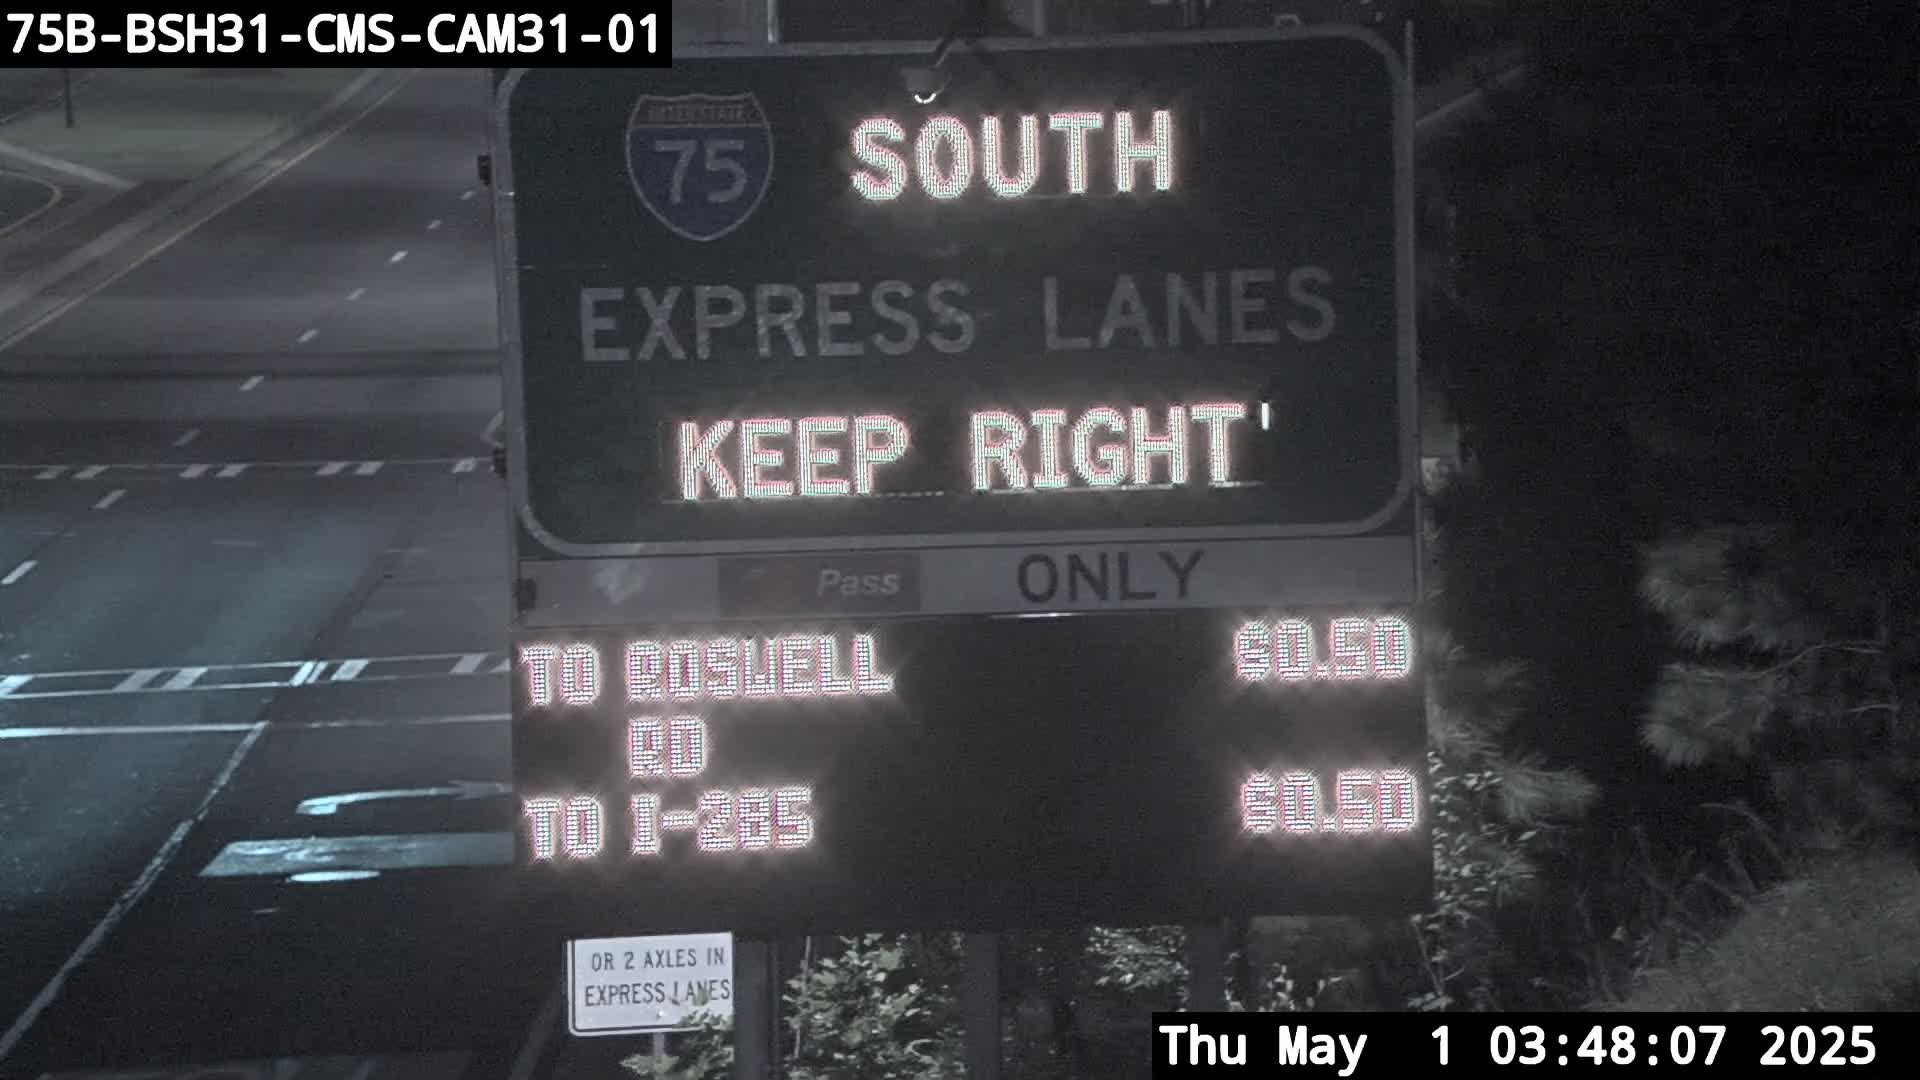 75B-BSH31-CMS-CAM31-01
INTERSTATE
75
SOUTH
EXPRESS LANES
KEEP RIGHT'
Pass ONLY
TO ROSWELL $0.50
RD
TO I-285 $0.50
OR 2 AXLES IN
EXPRESS LANES
Thu May 1 03:48:07 2025